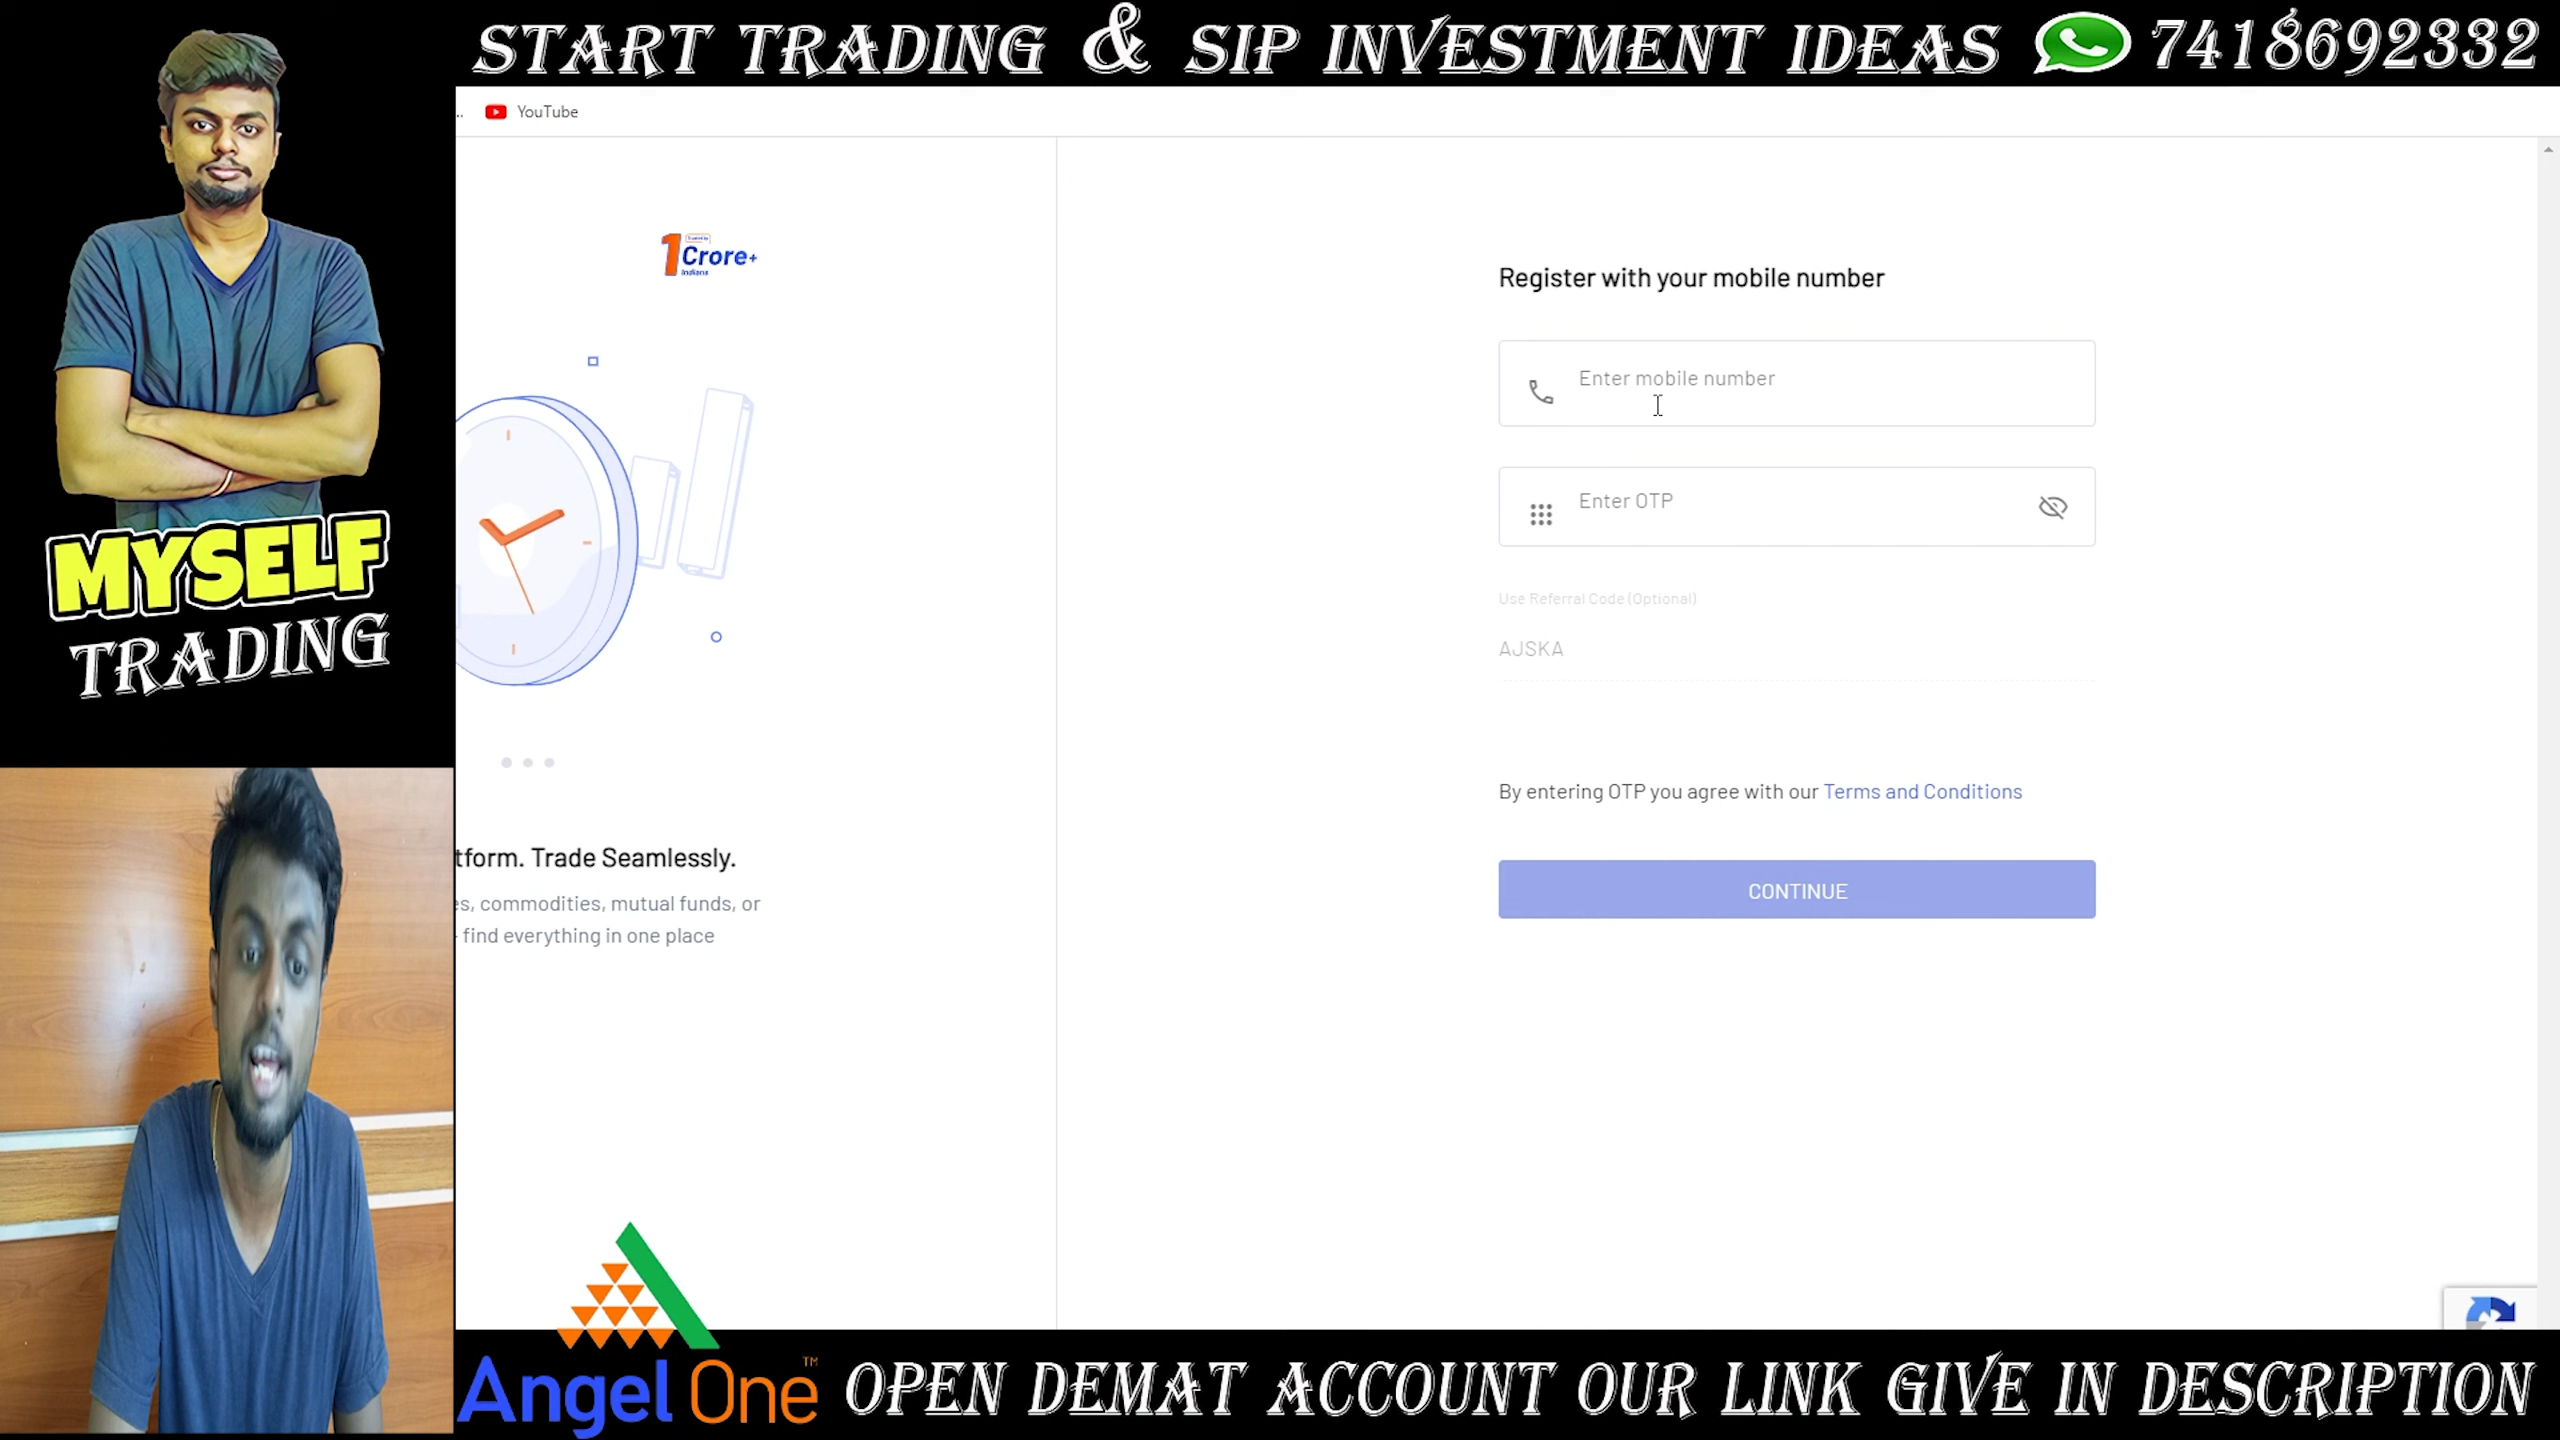 START TRADING & SIP INVESTMENT IDEAS 7418692332
YouTube
1 Crore+
Indians
Register with your mobile number
Enter mobile number
Enter OTP
Use Referral Code (Optional)
AJSKA
By entering OTP you agree with our Terms and Conditions
CONTINUE
tform. Trade Seamlessly.
es, commodities, mutual funds, or
find everything in one place
MYSELF
TRADING
Angel One™
OPEN DEMAT ACCOUNT OUR LINK GIVE IN DESCRIPTION